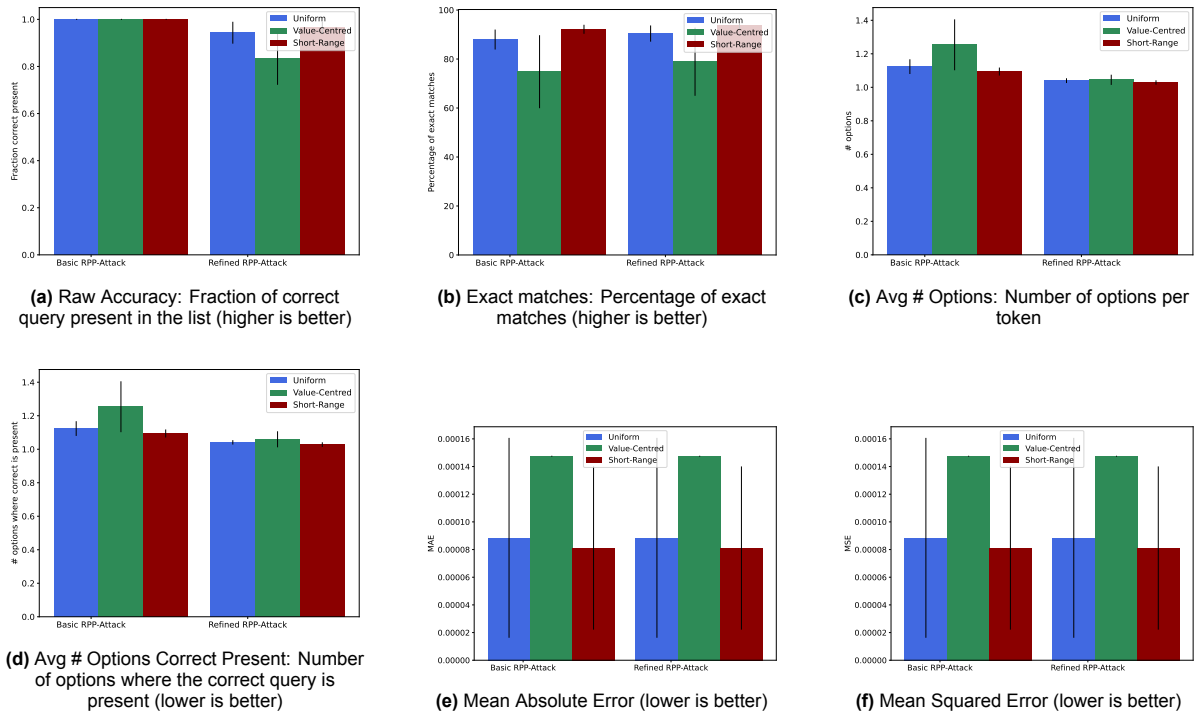 Fraction correct present
1.0
0.8
0.6
0.4
0.2
0.0
Uniform
Value-Centred
Short-Range
Basic RPP-Attack
Refined RPP-Attack
(a) Raw Accuracy: Fraction of correct
query present in the list (higher is better)
Percentage of exact matches
100
80
60
40
20
0
Uniform
Value-Centred
Short-Range
Basic RPP-Attack
Refined RPP-Attack
(b) Exact matches: Percentage of exact
matches (higher is better)
# options
1.4
1.2
1.0
0.8
0.6
0.4
0.2
0.0
Uniform
Value-Centred
Short-Range
Basic RPP-Attack
Refined RPP-Attack
(c) Avg # Options: Number of options per
token
# options where correct is present
1.4
1.2
1.0
0.8
0.6
0.4
0.2
0.0
Uniform
Value-Centred
Short-Range
Basic RPP-Attack
Refined RPP-Attack
(d) Avg # Options Correct Present: Number
of options where the correct query is
present (lower is better)
MAE
0.00016
0.00014
0.00012
0.00010
0.00008
0.00006
0.00004
0.00002
0.00000
Uniform
Value-Centred
Short-Range
Basic RPP-Attack
Refined RPP-Attack
(e) Mean Absolute Error (lower is better)
MSE
0.00016
0.00014
0.00012
0.00010
0.00008
0.00006
0.00004
0.00002
0.00000
Uniform
Value-Centred
Short-Range
Basic RPP-Attack
Refined RPP-Attack
(f) Mean Squared Error (lower is better)